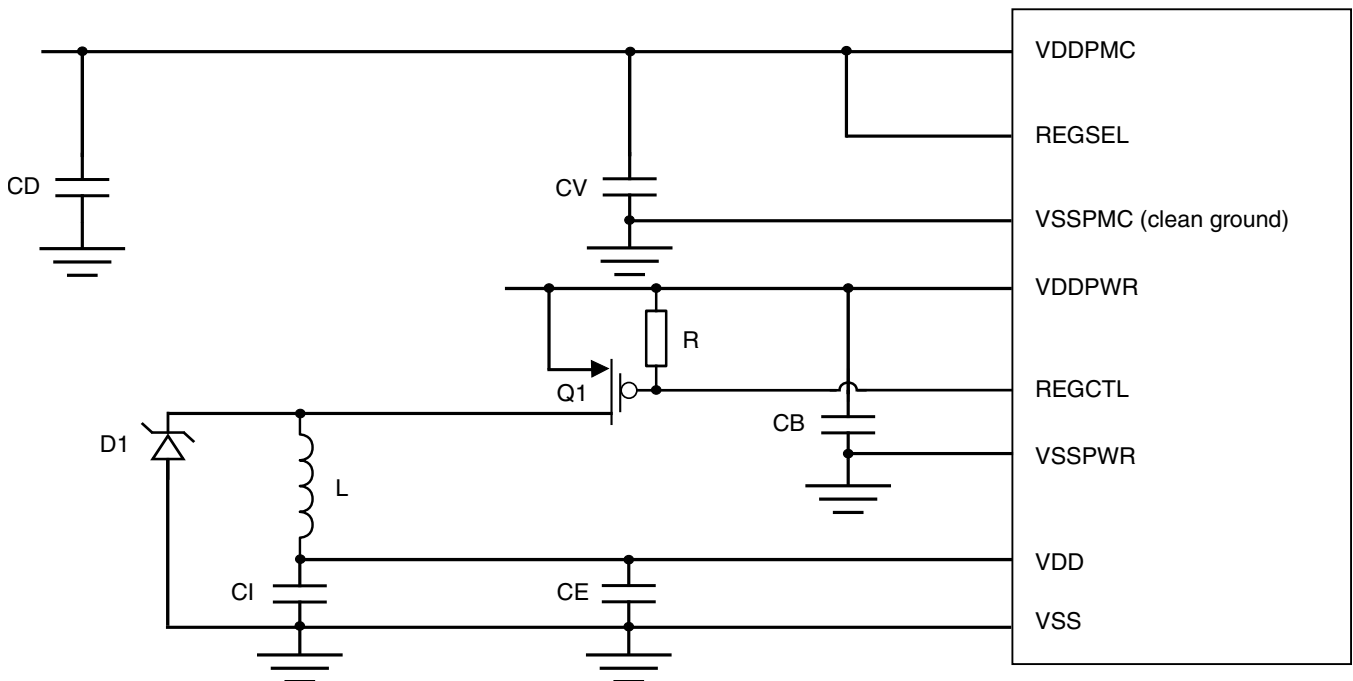 VDDPMC
REGSEL
CD
CV
VSSPMC (clean ground)
VDDPWR
R
Q1
REGCTL
CB
D1
VSSPWR
L
VDD
CI
CE
VSS